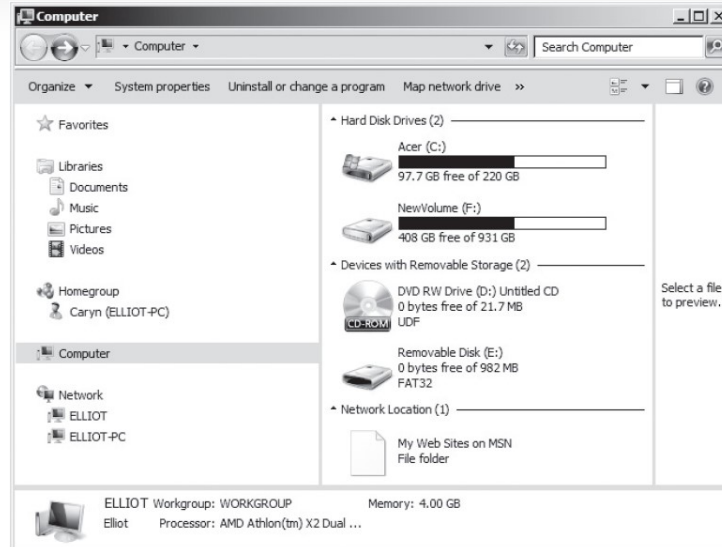 Computer
Computer
Search Computer
Organize System properties Uninstall or change a program Map network drive »
Favorites
Libraries
Documents
Music
Pictures
Videos
Homegroup
Caryn (ELLIOT-PC)
Computer
Network
ELLIOT
ELLIOT-PC
Hard Disk Drives (2)
Acer (C:)
97.7 GB free of 220 GB
NewVolume (F:)
408 GB free of 931 GB
Devices with Removable Storage (2)
DVD RW Drive (D:) Untitled CD
0 bytes free of 21.7 MB
UDF
CD-ROM
Removable Disk (E:)
0 bytes free of 982 MB
FAT32
Network Location (1)
My Web Sites on MSN
File folder
Select a file
to preview.
ELLIOT Workgroup: WORKGROUP Memory: 4.00 GB
Elliot Processor: AMD Athlon(tm) X2 Dual ...